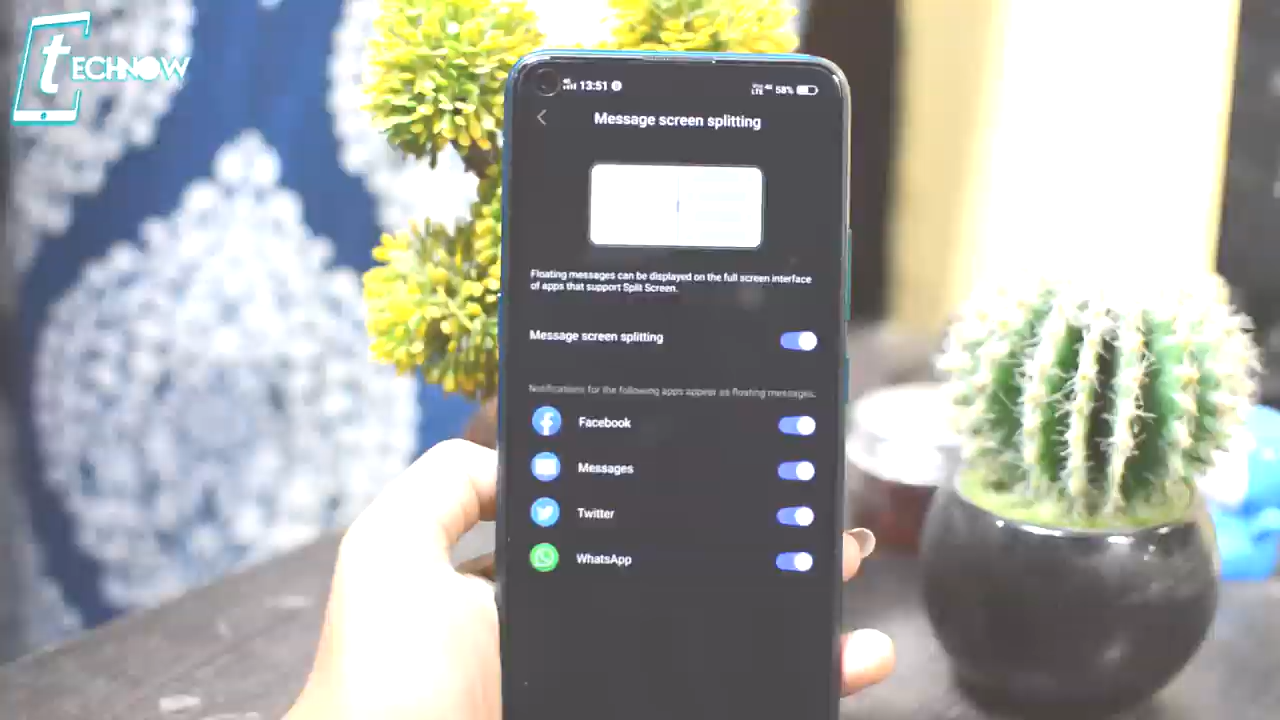 tECHNOW
13:51
LTE 4G 58%
Message screen splitting
Floating messages can be displayed on the full screen interface
of apps that support Split Screen.
Message screen splitting
Notifications for the following apps appear as floating messages.
Facebook
Messages
Twitter
WhatsApp